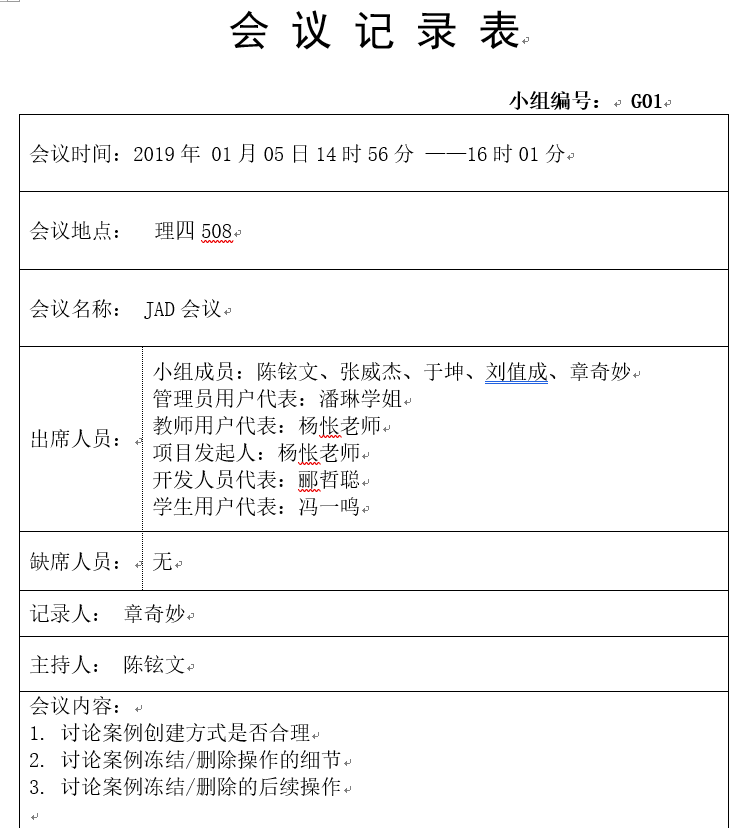 会 议 记 录 表
小组编号： G01
会议时间：2019 年 01 月 05 日 14 时 56 分 ——16 时 01 分
会议地点： 理四 508
会议名称： JAD 会议
出席人员：
小组成员：陈铉文、张威杰、于坤、刘值成、章奇妙
管理员用户代表：潘琳学姐
教师用户代表：杨怅老师
项目发起人：杨怅老师
开发人员代表：郦哲聪
学生用户代表：冯一鸣
缺席人员： 无
记录人： 章奇妙
主持人： 陈铉文
会议内容：
1. 讨论案例创建方式是否合理
2. 讨论案例冻结/删除操作的细节
3. 讨论案例冻结/删除的后续操作